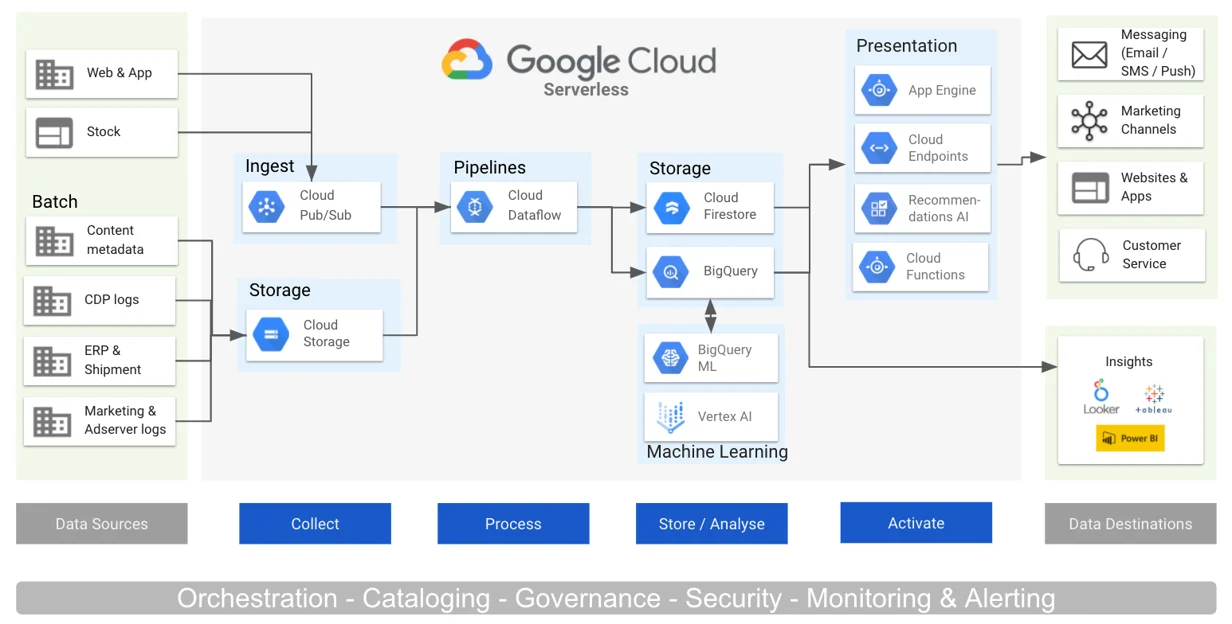 Google Cloud
Serverless
Web & App
Stock
Batch
Content
metadata
CDP logs
ERP &
Shipment
Marketing &
Adserver logs
Ingest
Cloud
Pub/Sub
Storage
Cloud
Storage
Pipelines
Cloud
Dataflow
Storage
Cloud
Firestore
BigQuery
BigQuery
ML
Vertex AI
Machine Learning
Presentation
App Engine
Cloud
Endpoints
Recommen-
dations AI
Cloud
Functions
Messaging
(Email /
SMS / Push)
Marketing
Channels
Websites &
Apps
Customer
Service
Insights
Looker
+tableau
Power BI
Data Sources
Collect
Process
Store / Analyse
Activate
Data Destinations
Orchestration - Cataloging - Governance - Security - Monitoring & Alerting